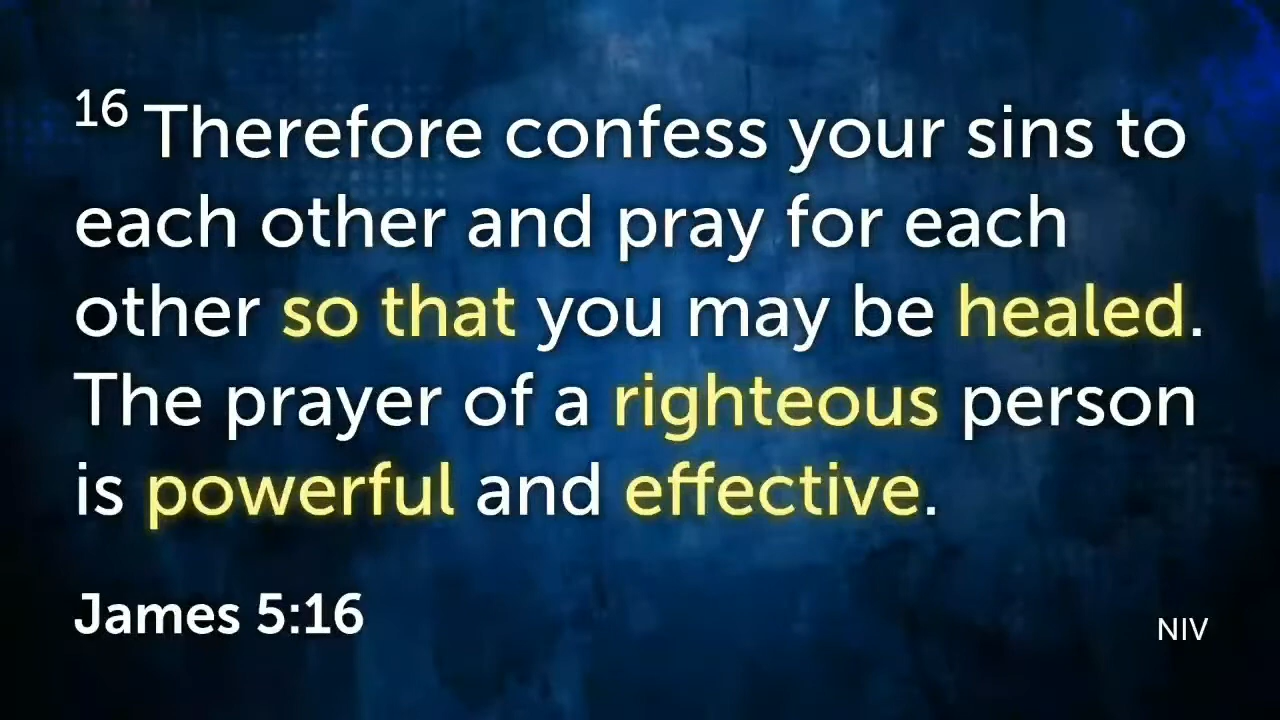 16 Therefore confess your sins to
each other and pray for each
other so that you may be healed.
The prayer of a righteous person
is powerful and effective.
James 5:16
NIV